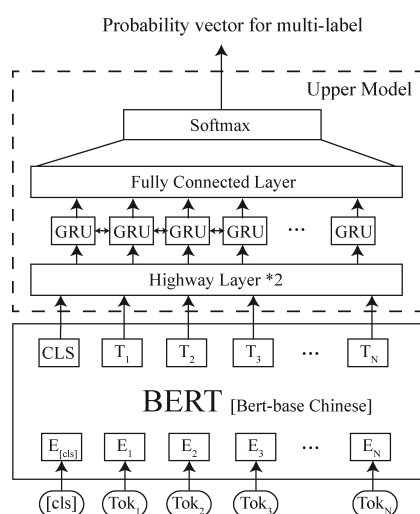 Probability vector for multi-label
Upper Model
Softmax
Fully Connected Layer
GRU GRU GRU GRU ... GRU
Highway Layer *2
CLS T1 T2 T3 ... TN
BERT [Bert-base Chinese]
E[cls] E1 E2 E3 ... EN
[cls] Tok1 Tok2 Tok3 TokN